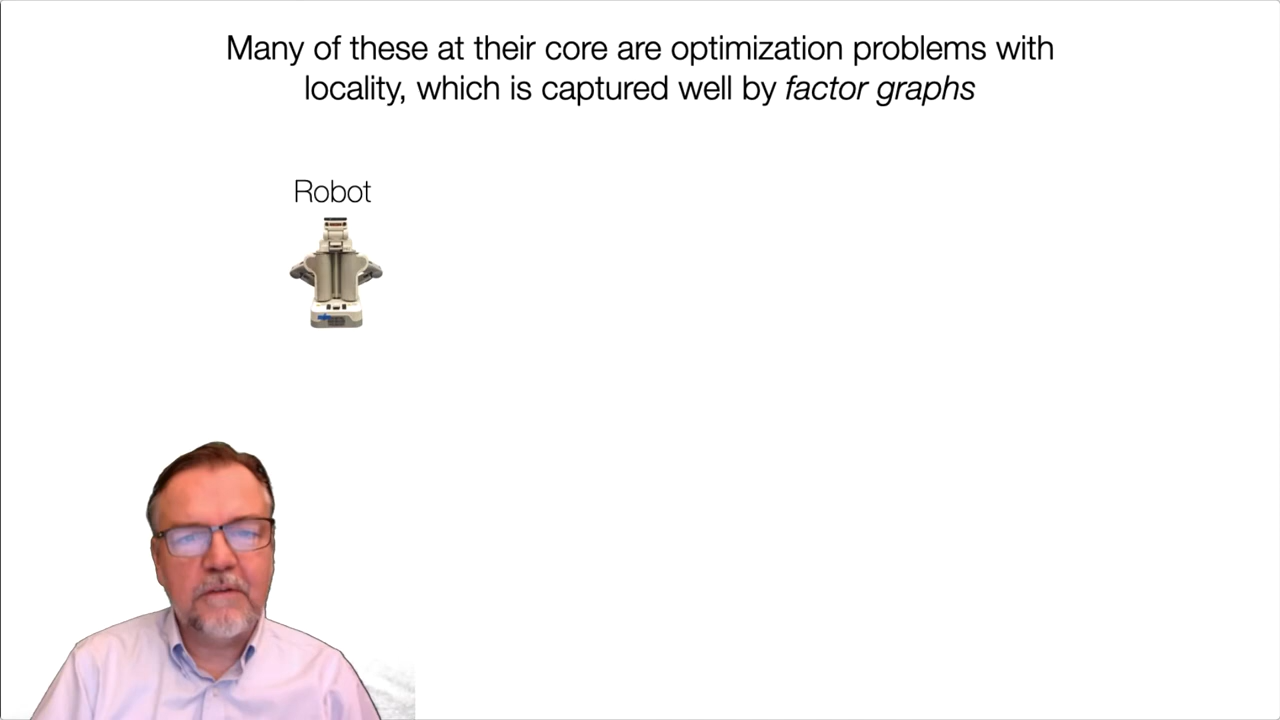 Many of these at their core are optimization problems with
locality, which is captured well by factor graphs
Robot